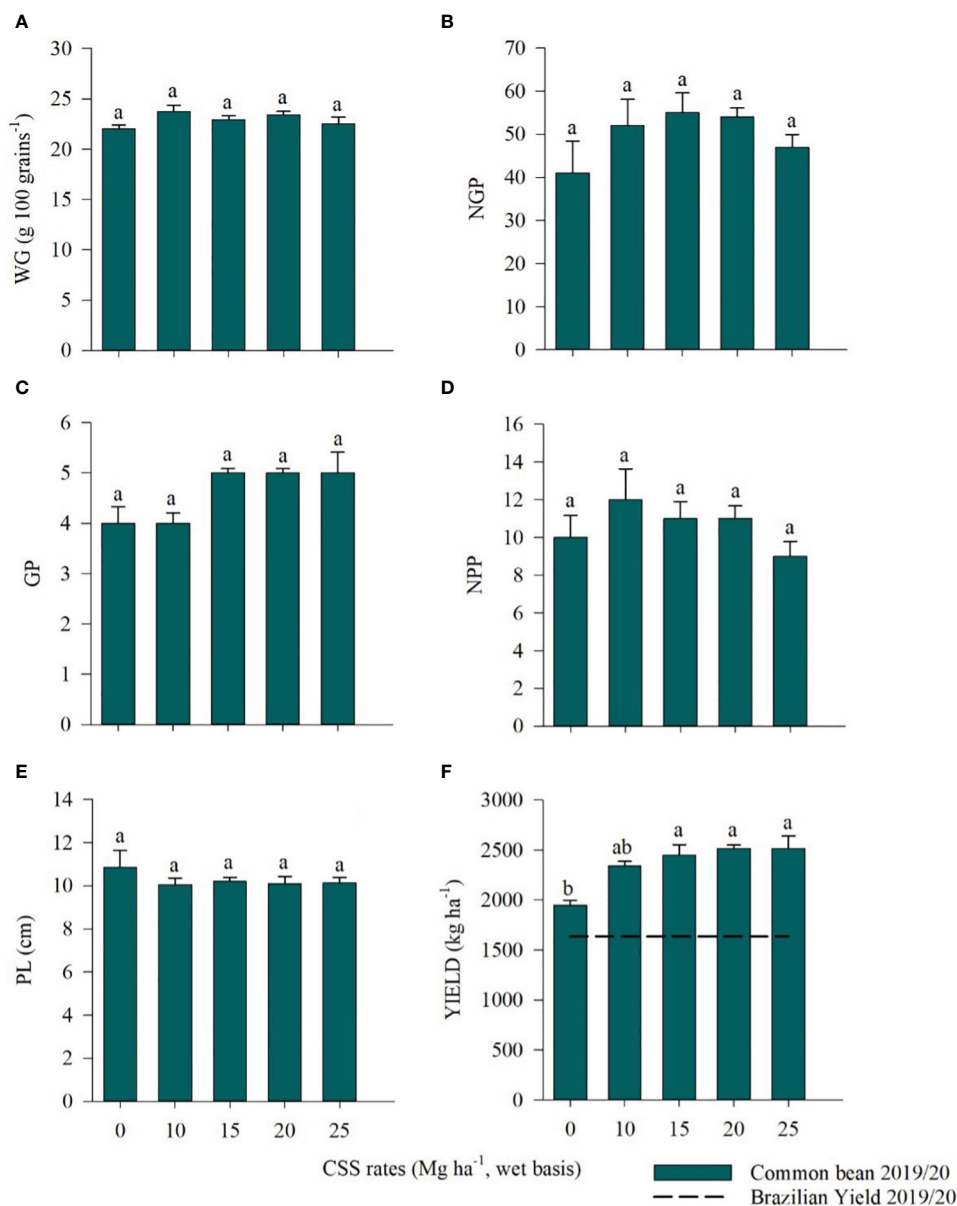 A
WG (g 100 grains⁻¹)
30
25
20
15
10
5
0
a a a a a
B
NGP
70
60
50
40
30
20
10
0
a a a a a
C
GP
6
5
4
3
2
1
0
a a a a a
D
NPP
16
14
12
10
8
6
4
2
0
a a a a a
E
PL (cm)
14
12
10
8
6
4
2
0
a a a a a
0 10 15 20 25
F
YIELD (kg ha⁻¹)
3000
2500
2000
1500
1000
500
0
b ab a a a
0 10 15 20 25
CSS rates (Mg ha⁻¹, wet basis)
Common bean 2019/20
Brazilian Yield 2019/20